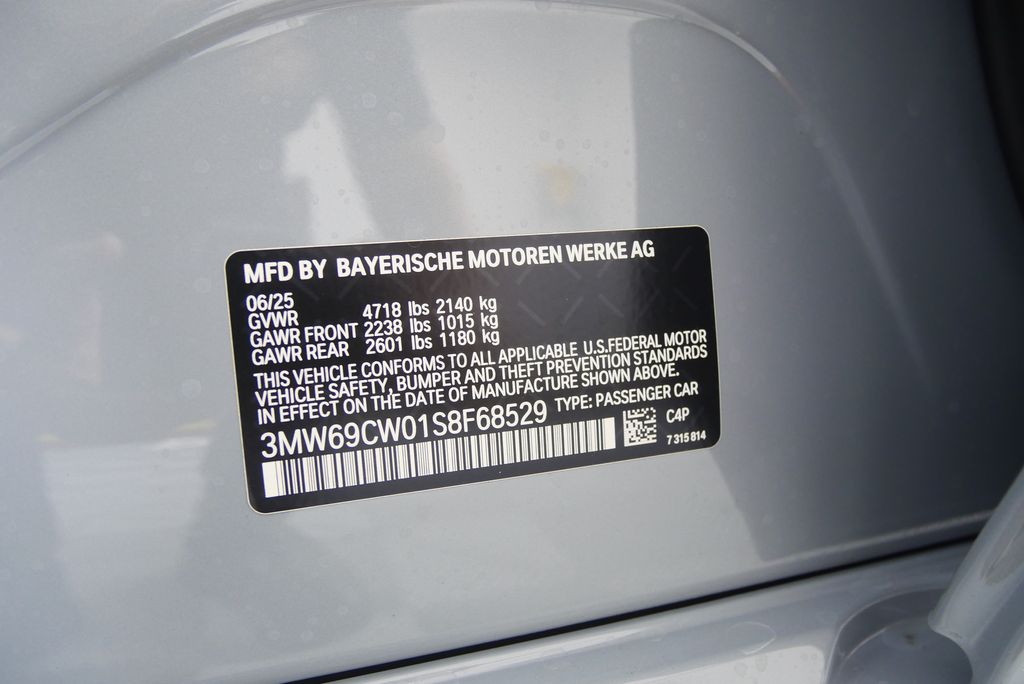 MFD BY BAYERISCHE MOTOREN WERKE AG
06/25
GVWR 4718 lbs 2140 kg
GAWR FRONT 2238 lbs 1015 kg
GAWR REAR 2601 lbs 1180 kg
THIS VEHICLE CONFORMS TO ALL APPLICABLE U.S.FEDERAL MOTOR
VEHICLE SAFETY, BUMPER AND THEFT PREVENTION STANDARDS
IN EFFECT ON THE DATE OF MANUFACTURE SHOWN ABOVE.
3MW69CW01S8F68529 TYPE: PASSENGER CAR
C4P
7 315 814